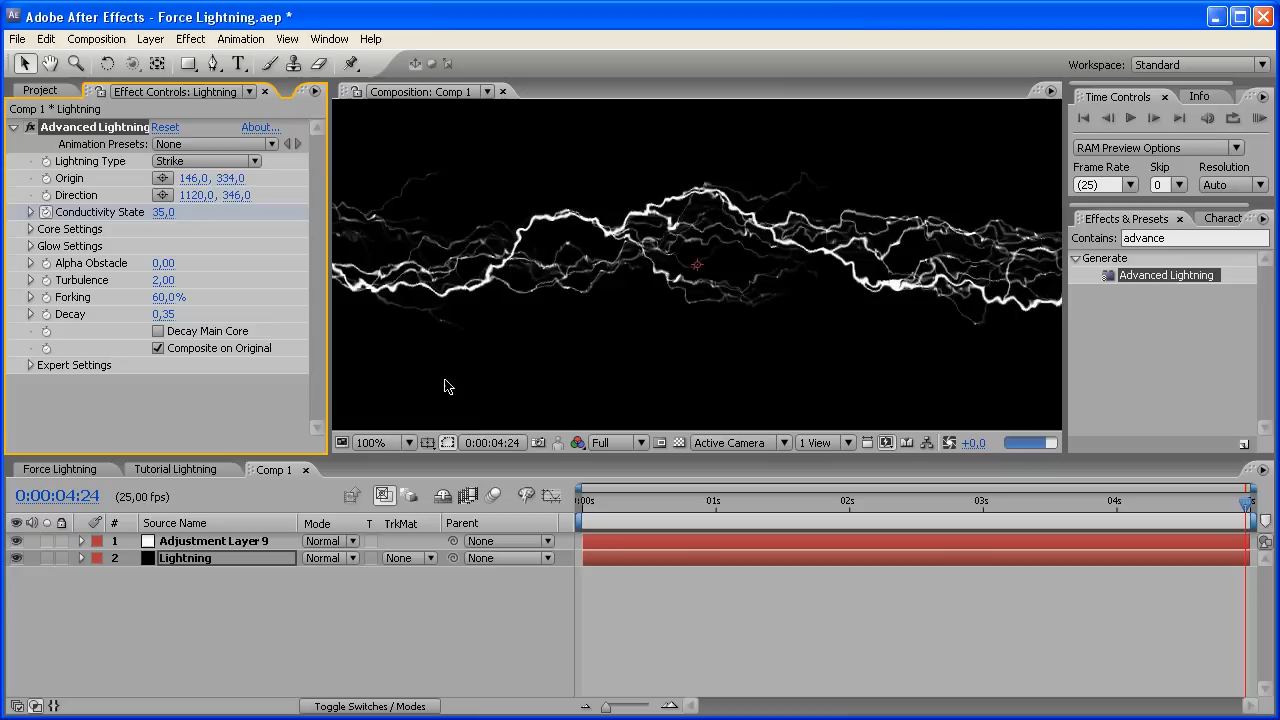 Adobe After Effects - Force Lightning.aep *
File Edit Composition Layer Effect Animation View Window Help
Workspace: Standard
Project Effect Controls: Lightning
Comp 1 * Lightning
Advanced Lightning Reset About...
Animation Presets: None
Lightning Type Strike
Origin 146,0, 334,0
Direction 1120,0, 346,0
Conductivity State 35,0
Core Settings
Glow Settings
Alpha Obstacle 0,00
Turbulence 2,00
Forking 60,0%
Decay 0,35
Decay Main Core
Composite on Original
Expert Settings
Composition: Comp 1
100% 0:00:04:24 Full Active Camera 1 View +0,0
Time Controls Info
RAM Preview Options
Frame Rate Skip Resolution
(25) 0 Auto
Effects & Presets Charact
Contains: advance
Generate
Advanced Lightning
Force Lightning Tutorial Lightning Comp 1
0:00:04:24 (25,00 fps)
:00s 01s 02s 03s 04s
# Source Name Mode T TrkMat Parent
1 Adjustment Layer 9 Normal None
2 Lightning Normal None None
Toggle Switches / Modes